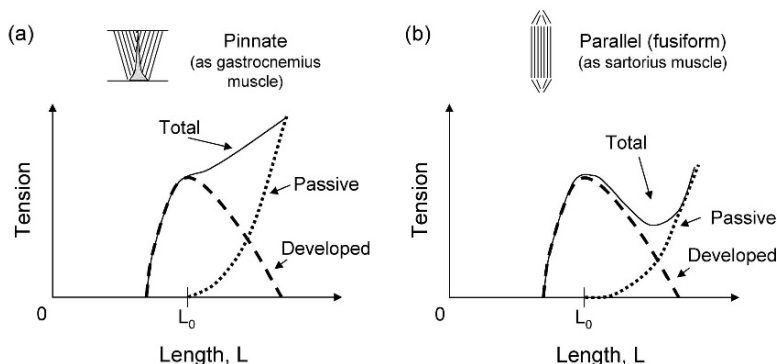 (a)
Pinnate
(as gastrocnemius
muscle)
Total
Passive
Developed
Tension
0
L₀
Length, L
(b)
Parallel (fusiform)
(as sartorius muscle)
Total
Passive
Developed
Tension
0
L₀
Length, L